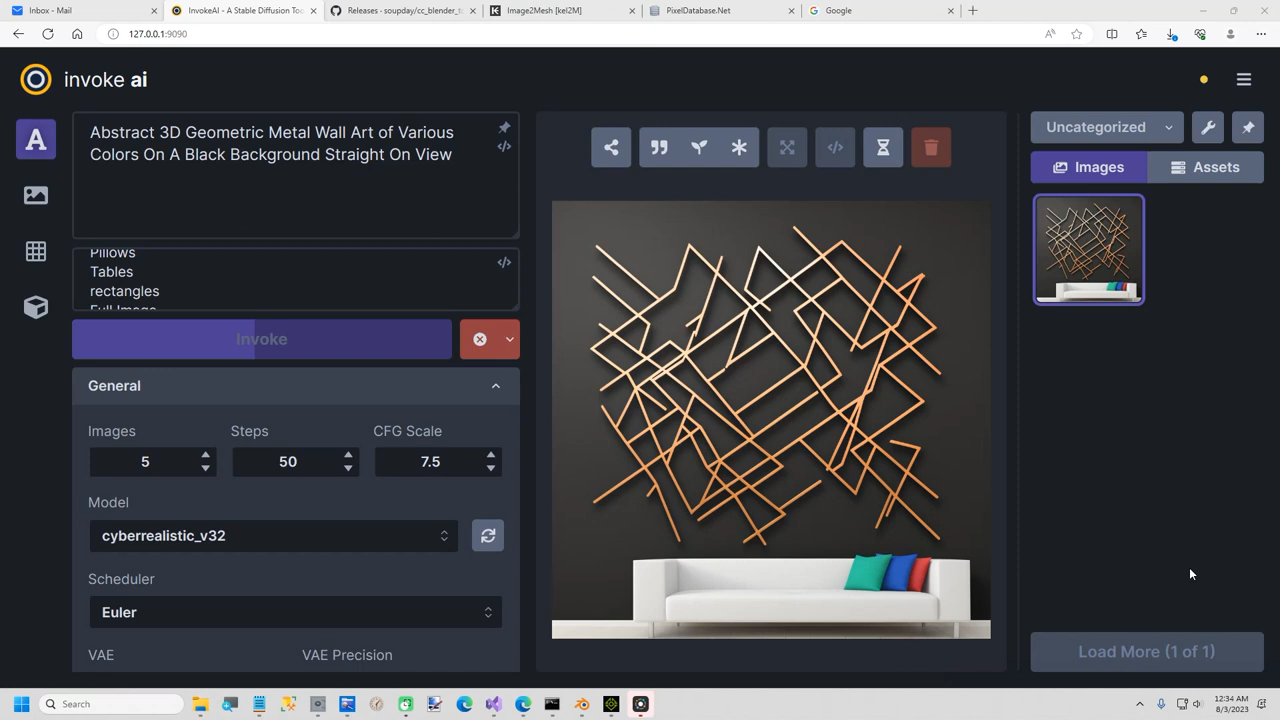 Inbox - Mail
InvokeAI - A Stable Diffusion Too
Releases · soupday/cc_blender_t
Image2Mesh [kel2M]
PixelDatabase.Net
Google
127.0.0.1:9090
invoke ai
Abstract 3D Geometric Metal Wall Art of Various
Colors On A Black Background Straight On View
Pillows
Tables
rectangles
Full Image
Invoke
General
Images
Steps
CFG Scale
5
50
7.5
Model
cyberrealistic_v32
Scheduler
Euler
VAE
VAE Precision
Uncategorized
Images
Assets
Load More (1 of 1)
Search
12:34 AM
8/3/2023